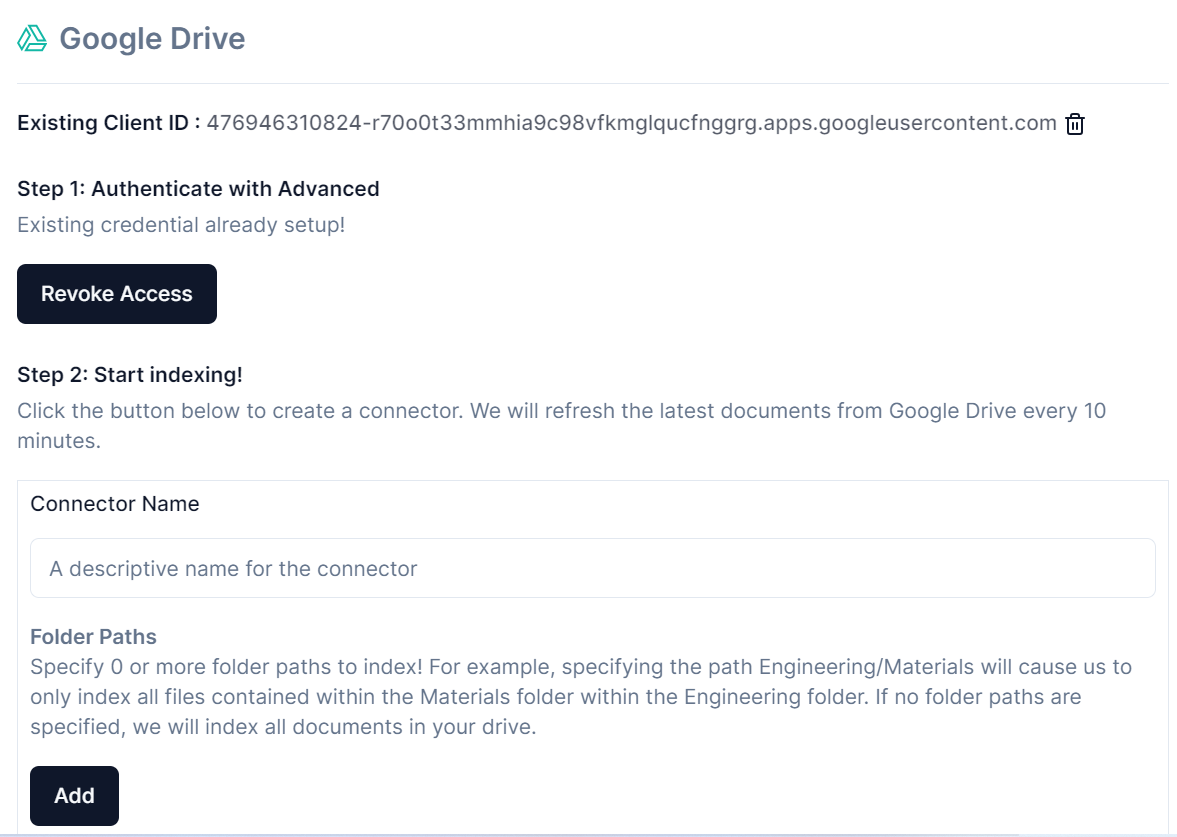 Google Drive
Existing Client ID : 476946310824-r70o0t33mmhia9c98vfkmglqucfnggrg.apps.googleusercontent.com
Step 1: Authenticate with Advanced
Existing credential already setup!
Revoke Access
Step 2: Start indexing!
Click the button below to create a connector. We will refresh the latest documents from Google Drive every 10
minutes.
Connector Name
A descriptive name for the connector
Folder Paths
Specify 0 or more folder paths to index! For example, specifying the path Engineering/Materials will cause us to
only index all files contained within the Materials folder within the Engineering folder. If no folder paths are
specified, we will index all documents in your drive.
Add